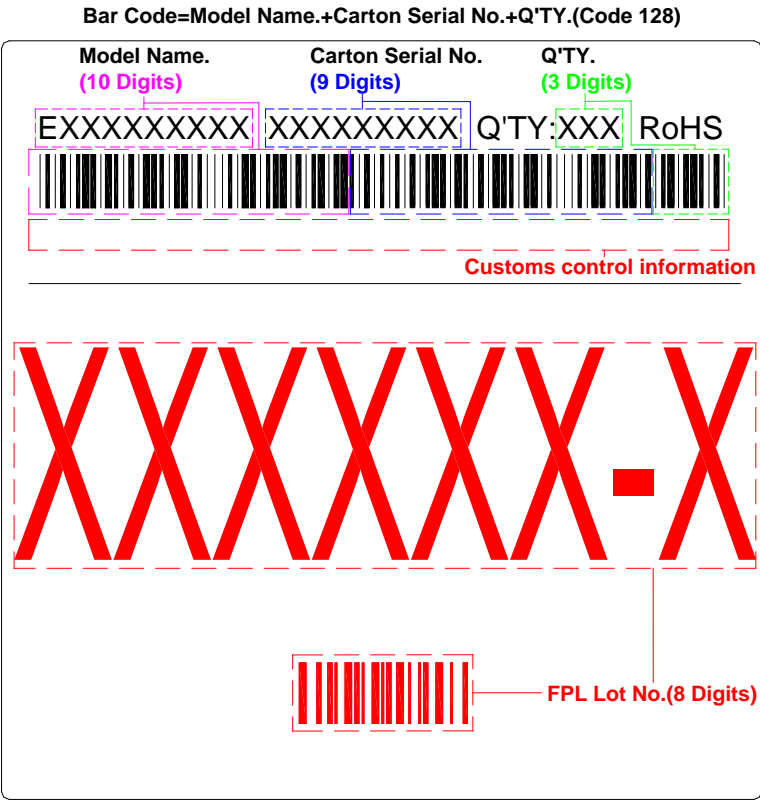 Bar Code=Model Name.+Carton Serial No.+Q'TY.(Code 128)
Model Name. Carton Serial No. Q'TY.
(10 Digits) (9 Digits) (3 Digits)
EXXXXXXXXX XXXXXXXXX Q'TY:XXX RoHS
Customs control information
XXXXXX-X
FPL Lot No.(8 Digits)